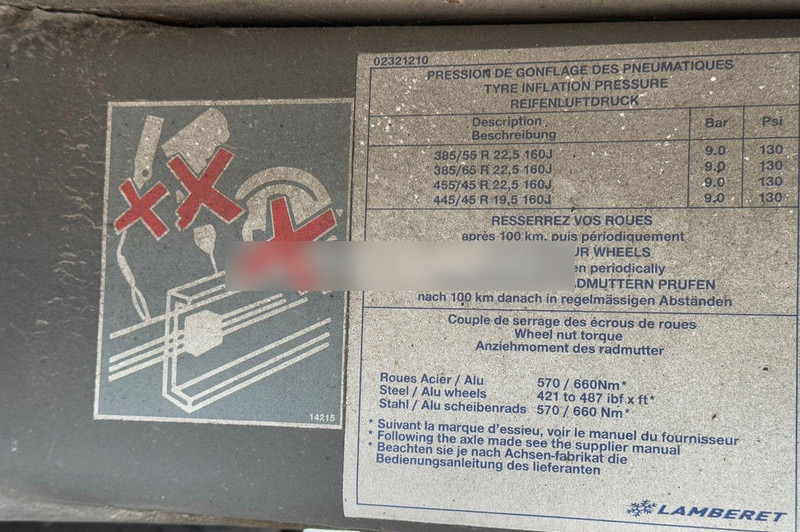 02321210
PRESSION DE GONFLAGE DES PNEUMATIQUES
TYRE INFLATION PRESSURE
REIFENLUFTDRUCK
Description
Beschreibung
Bar
Psi
385/55 R 22,5 160J 9.0 130
385/65 R 22,5 160J 9.0 130
455/45 R 22,5 160J 9.0 130
445/45 R 19,5 160J 9.0 130
RESSERREZ VOS ROUES
après 100 km, puis périodiquement
WHEELS
periodically
PRUFEN
nach 100 km danach in regelmässigen Abständen
Couple de serrage des écrous de roues
Wheel nut torque
Anziehmoment des radmutter
Roues Acier / Alu 570 / 660Nm*
Steel / Alu wheels 421 to 487 ibf x ft*
Stahl / Alu scheibenrads 570 / 660 Nm*
* Suivant la marque d'essieu, voir le manuel du fournisseur
* Following the axle made see the supplier manual
* Beachten sie je nach Achsen-fabrikat die
Bedienungsanleitung des lieferanten
LAMBERET
14215